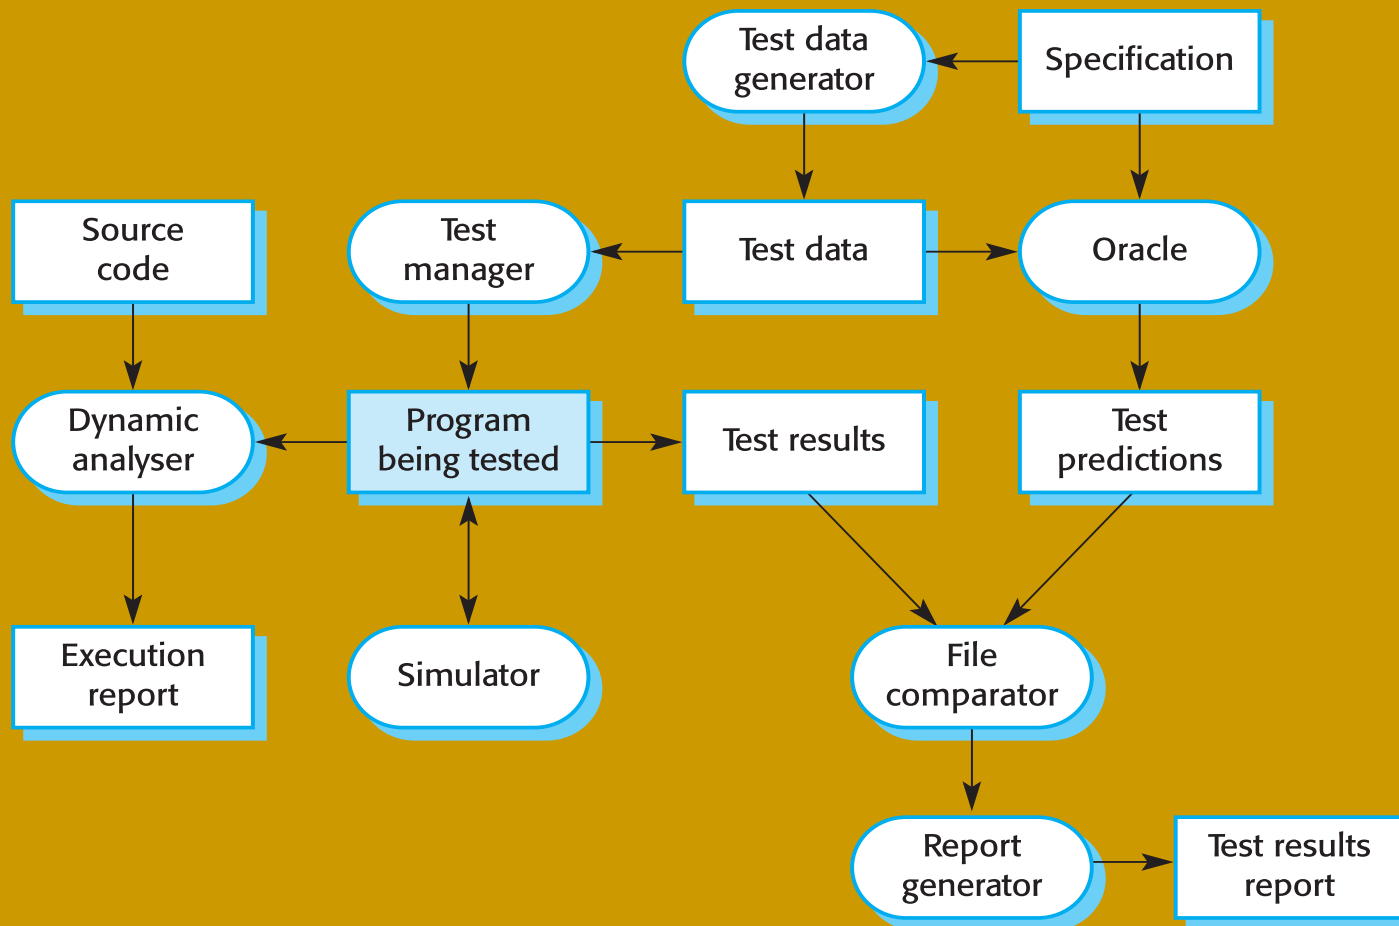 Test data
generator
Specification
Source
code
Test
manager
Test data
Oracle
Dynamic
analyser
Program
being tested
Test results
Test
predictions
Execution
report
Simulator
File
comparator
Report
generator
Test results
report